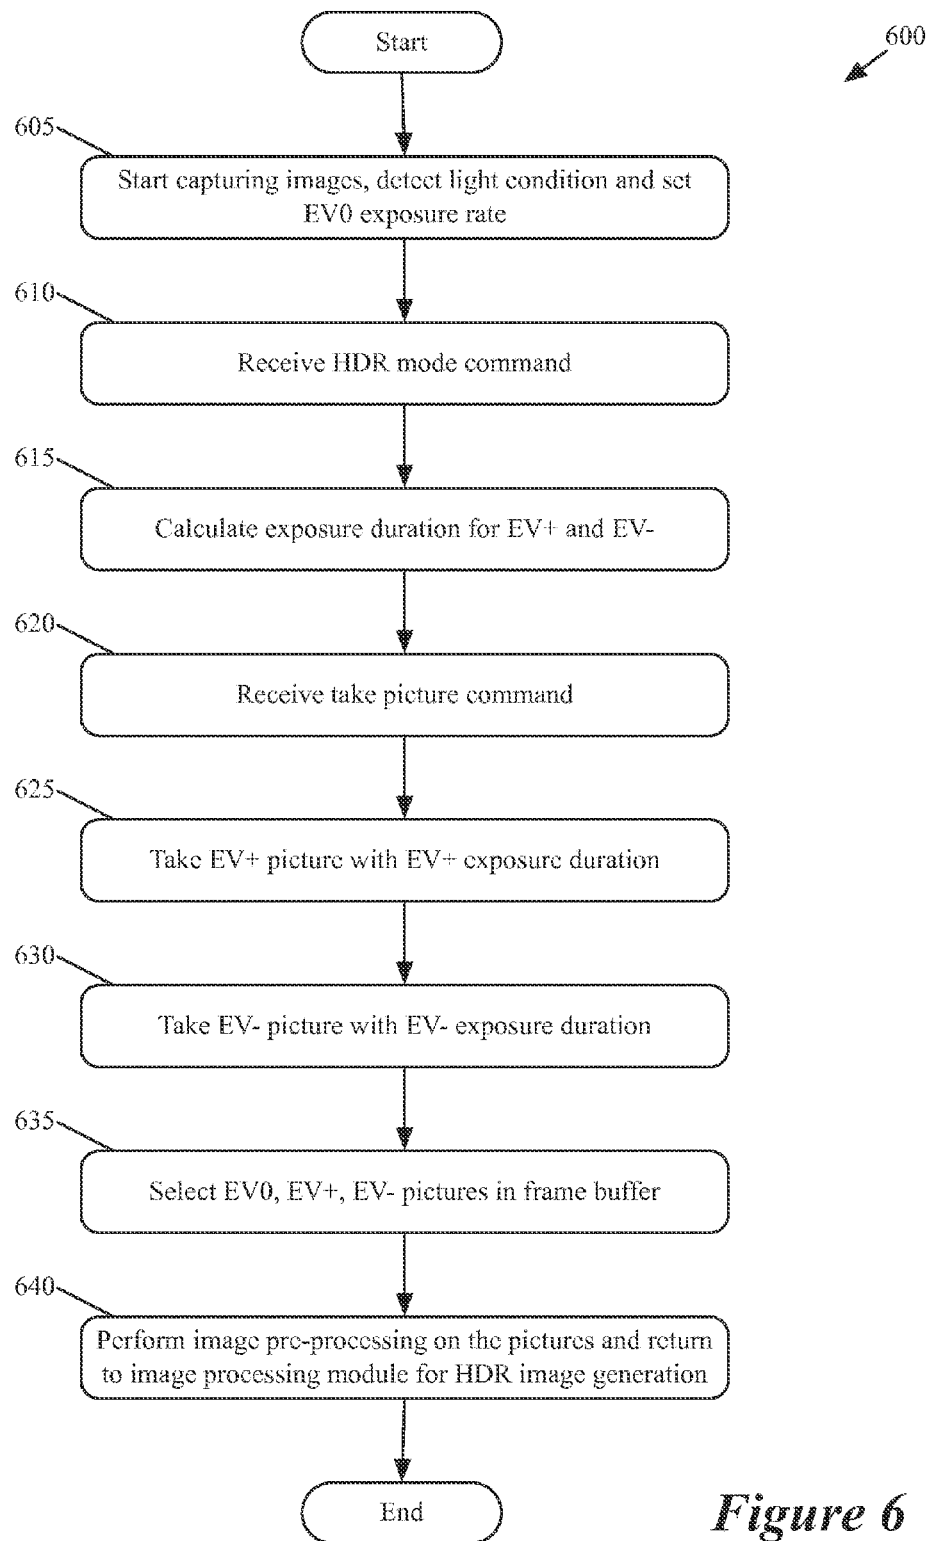 Start
600
605
Start capturing images, detect light condition and set
EV0 exposure rate
610
Receive HDR mode command
615
Calculate exposure duration for EV+ and EV-
620
Receive take picture command
625
Take EV+ picture with EV+ exposure duration
630
Take EV- picture with EV- exposure duration
635
Select EV0, EV+, EV- pictures in frame buffer
640
Perform image pre-processing on the pictures and return
to image processing module for HDR image generation
End
Figure 6